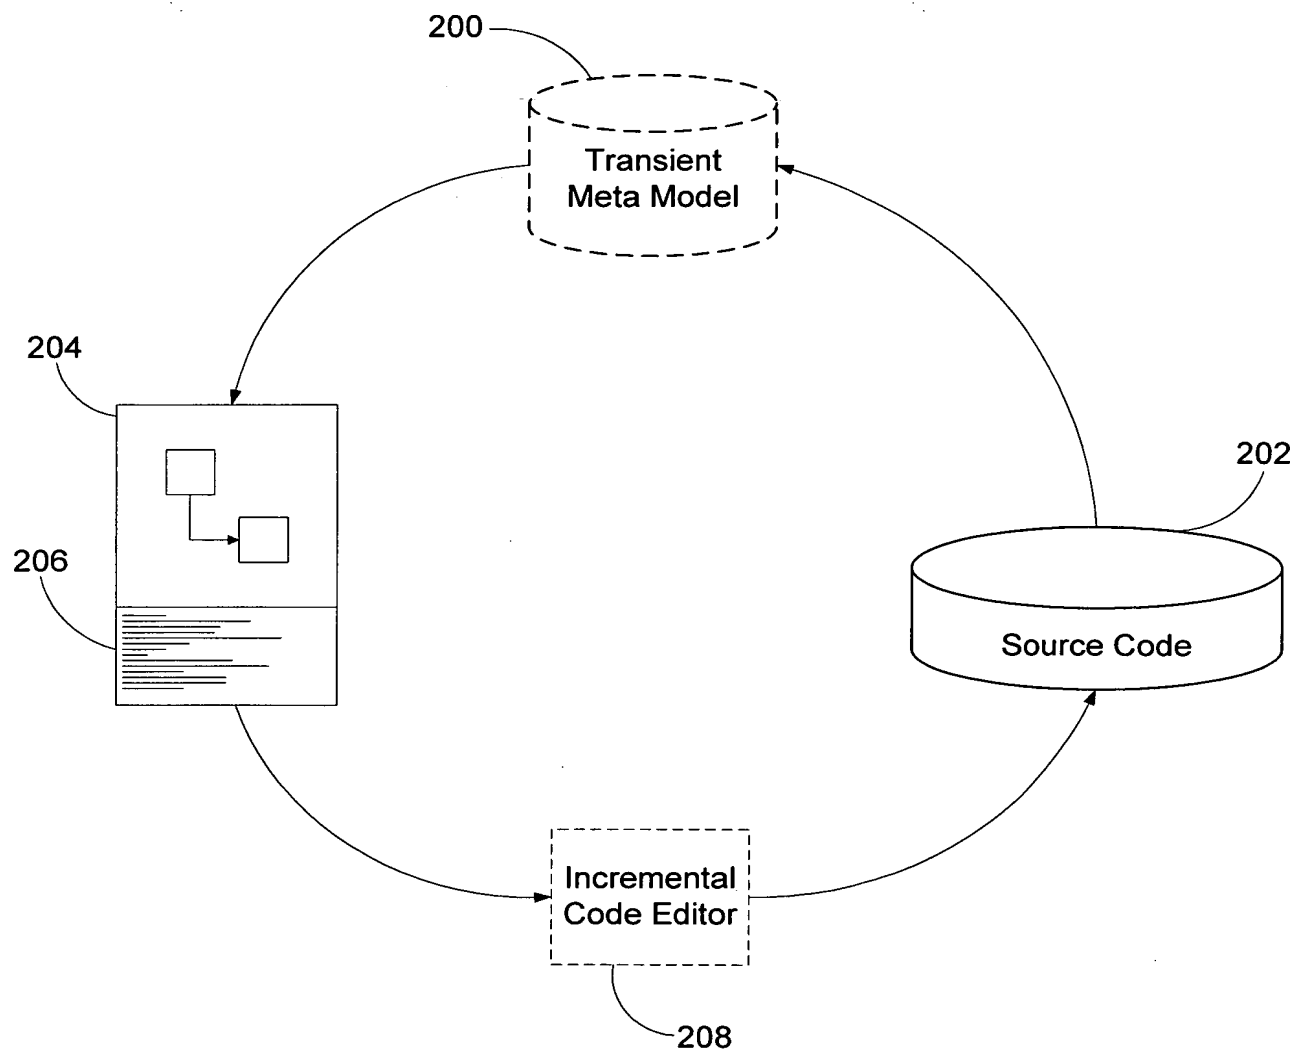 200
Transient
Meta Model
204
202
206
Source Code
Incremental
Code Editor
208